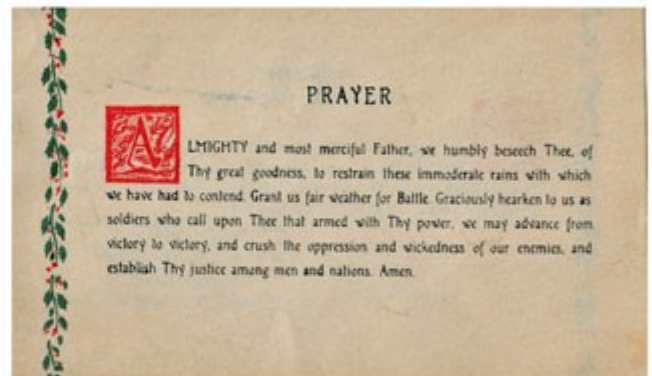 PRAYER
ALMIGHTY and most merciful Father, we humbly beseech Thee, of
Thy great goodness, to restrain these immoderate rains with which
we have had to contend. Grant us fair weather for Battle. Graciously hearken to us as
soldiers who call upon Thee that armed with Thy power, we may advance from
victory to victory, and crush the oppression and wickedness of our enemies, and
establish Thy justice among men and nations. Amen.